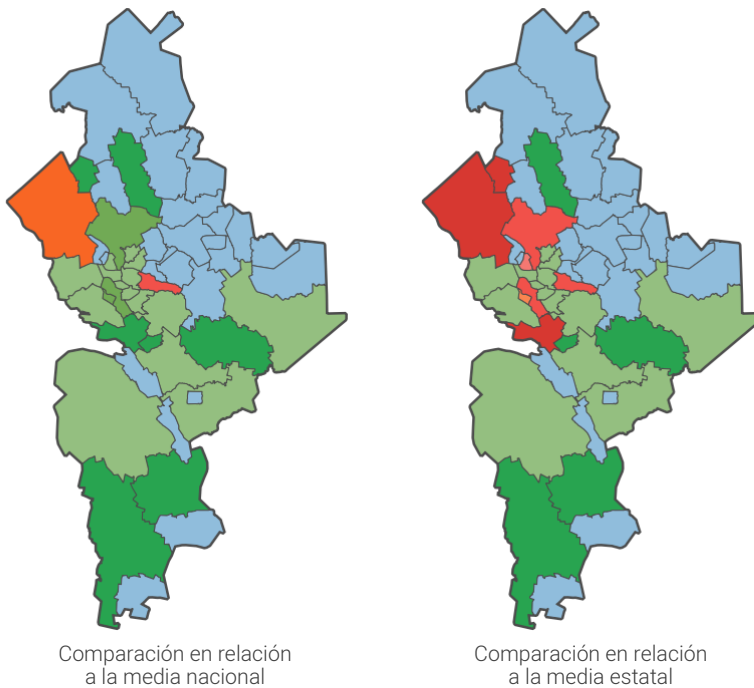 Comparación en relación
a la media nacional
Comparación en relación
a la media estatal